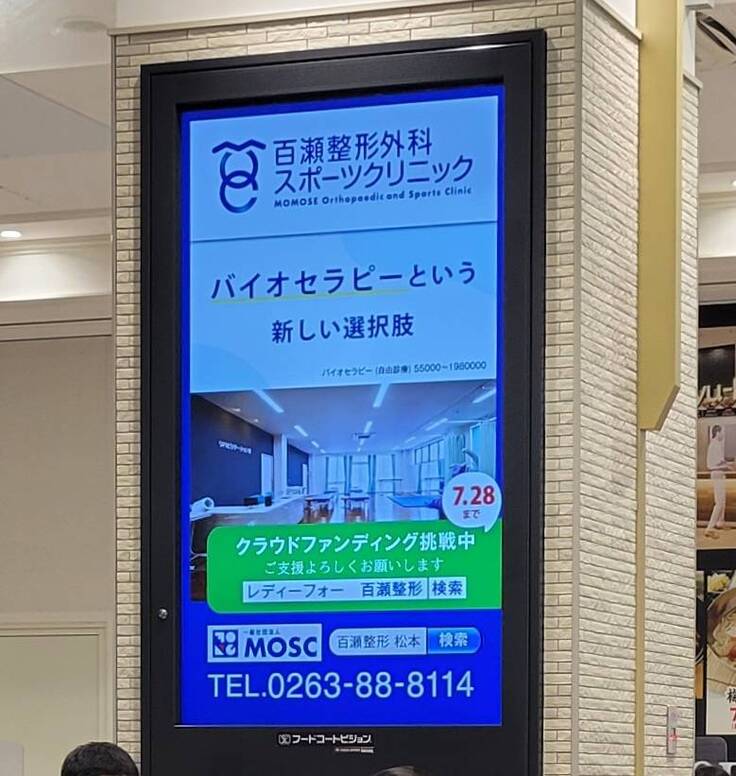 百瀬整形外科
スポーツクリニック
MOMOSE Orthopaedic and Sports Clinic
バイオセラピーという
新しい選択肢
バイオセラピー (自由診療) 55000～1980000
7.28
まで
クラウドファンディング挑戦中
ご支援よろしくお願いします
レディーフォー 百瀬整形 検索
一般社団法人
MOSC
百瀬整形 松本 検索
TEL.0263-88-8114
フードコートビジョン